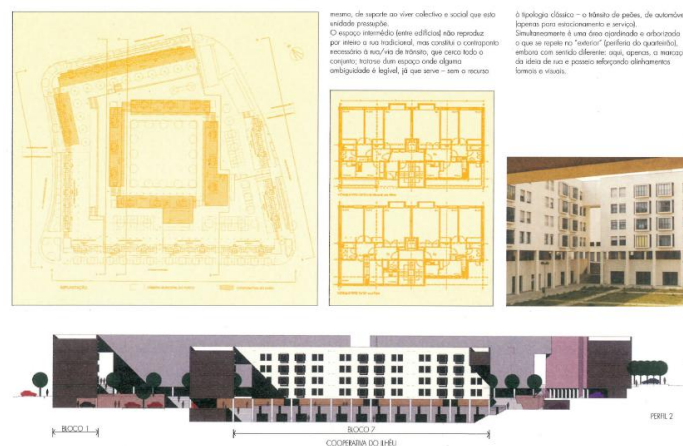 mesmo, de suporte ao viver colectivo e social que esta
unidade pressupõe.
O espaço intermédio (entre edifícios) não reproduz
por inteiro a rua tradicional, mas constitui o contraponto
necessário à rua/via de trânsito, que cerca todo o
conjunto; trata-se dum espaço onde alguma
ambiguidade é legível, já que serve – sem o recurso
à tipologia clássica – o trânsito de peões, de automóve
(apenas para estacionamento e serviço).
Simultaneamente é uma área ajardinada e arborizada
o que se repete no "exterior" (periferia do quarteirão),
embora com sentido diferente: aqui, apenas, a marcaç
da ideia de rua e passeio reforçando alinhamentos
formais e visuais.
BLOCO 1
BLOCO 7
COOPERATIVA DO ILHÉU
PERFIL 2